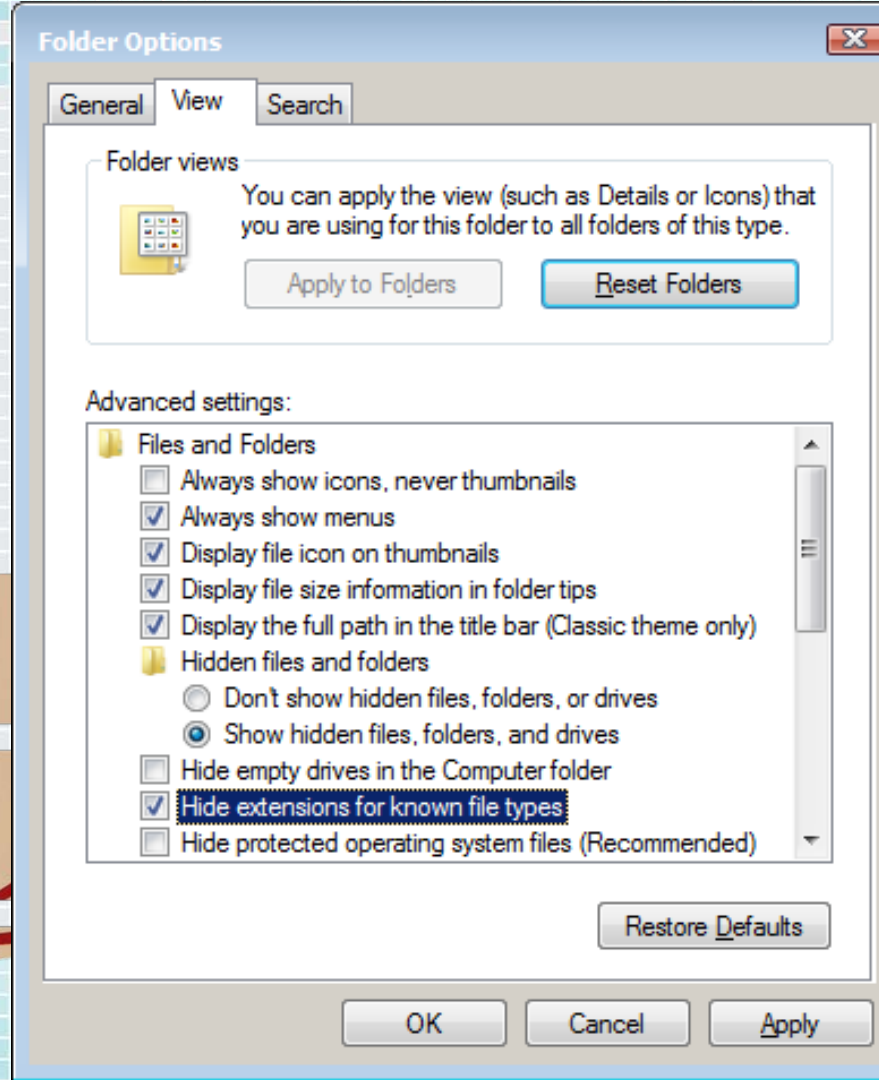 Folder Options
General
View
Search
Folder views
You can apply the view (such as Details or Icons) that
you are using for this folder to all folders of this type.
Apply to Folders
Reset Folders
Advanced settings:
Files and Folders
Always show icons, never thumbnails
Always show menus
Display file icon on thumbnails
Display file size information in folder tips
Display the full path in the title bar (Classic theme only)
Hidden files and folders
Don't show hidden files, folders, or drives
Show hidden files, folders, and drives
Hide empty drives in the Computer folder
Hide extensions for known file types
Hide protected operating system files (Recommended)
Restore Defaults
OK
Cancel
Apply